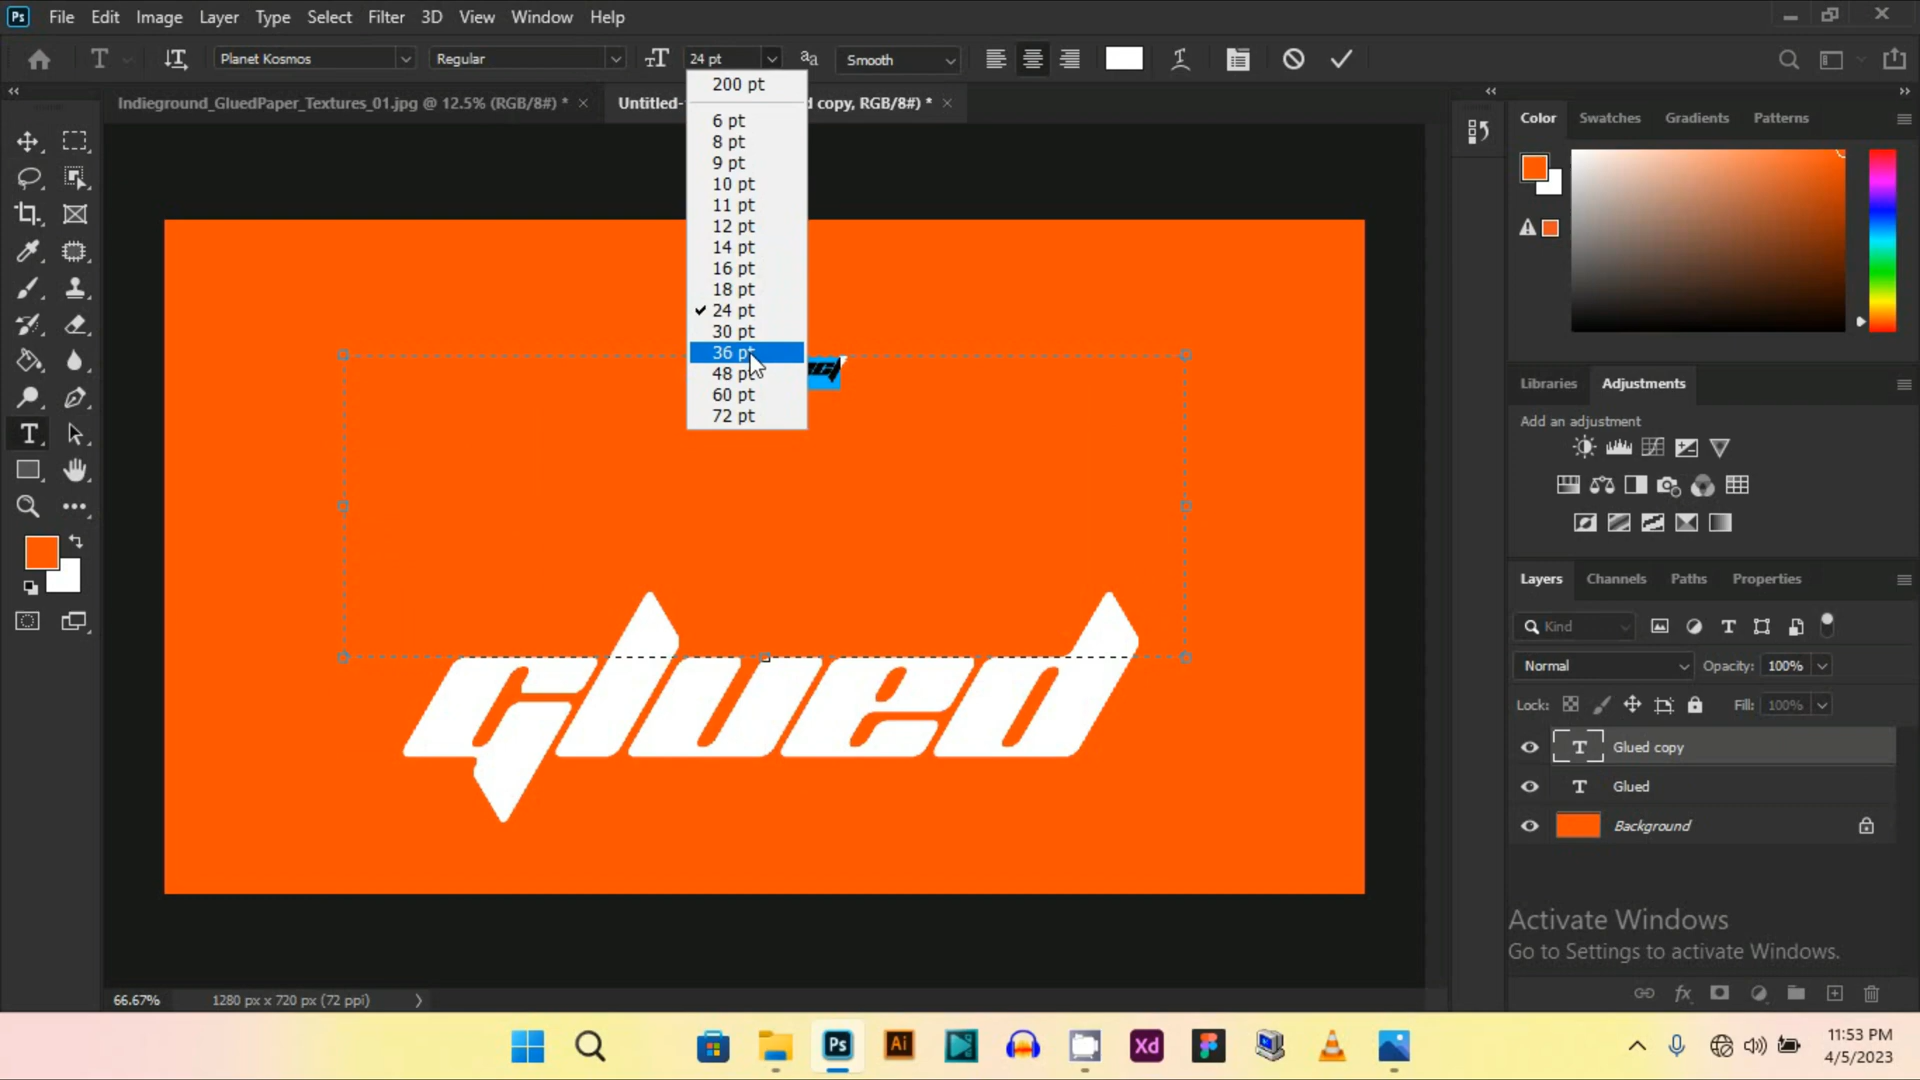 Ps File Edit Image Layer Type Select Filter 3D View Window Help
T Planet Kosmos Regular 24 pt aa Smooth
Indieground_GluedPaper_Textures_01.jpg @ 12.5% (RGB/8#) * Untitled- d copy, RGB/8#) *
200 pt
6 pt
8 pt
9 pt
10 pt
11 pt
12 pt
14 pt
16 pt
18 pt
24 pt
30 pt
36 pt
48 pt
60 pt
72 pt
glued
Color Swatches Gradients Patterns
Libraries Adjustments
Add an adjustment
Layers Channels Paths Properties
Kind
Normal Opacity: 100%
Lock: Fill: 100%
T Glued copy
T Glued
Background
Activate Windows
Go to Settings to activate Windows.
66.67% 1280 px x 720 px (72 ppi)
Ps Ai Xd
11:53 PM
4/5/2023